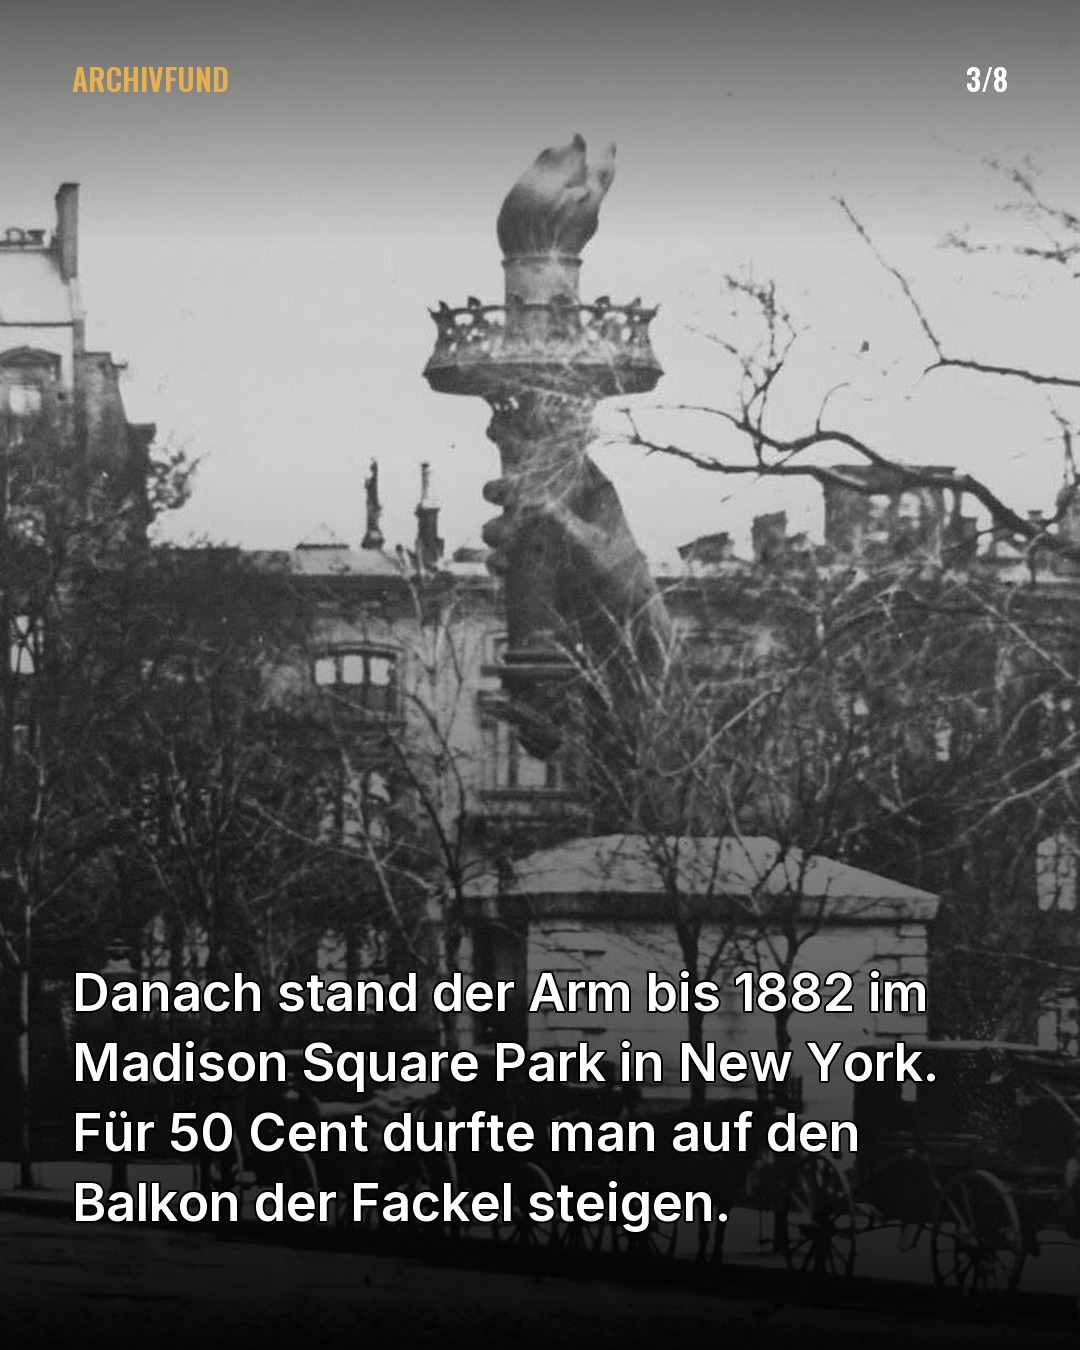 ARCHIVFUND
3/8
Danach stand der Arm bis 1882 im
Madison Square Park in New York.
Für 50 Cent durfte man auf den
Balkon der Fackel steigen.